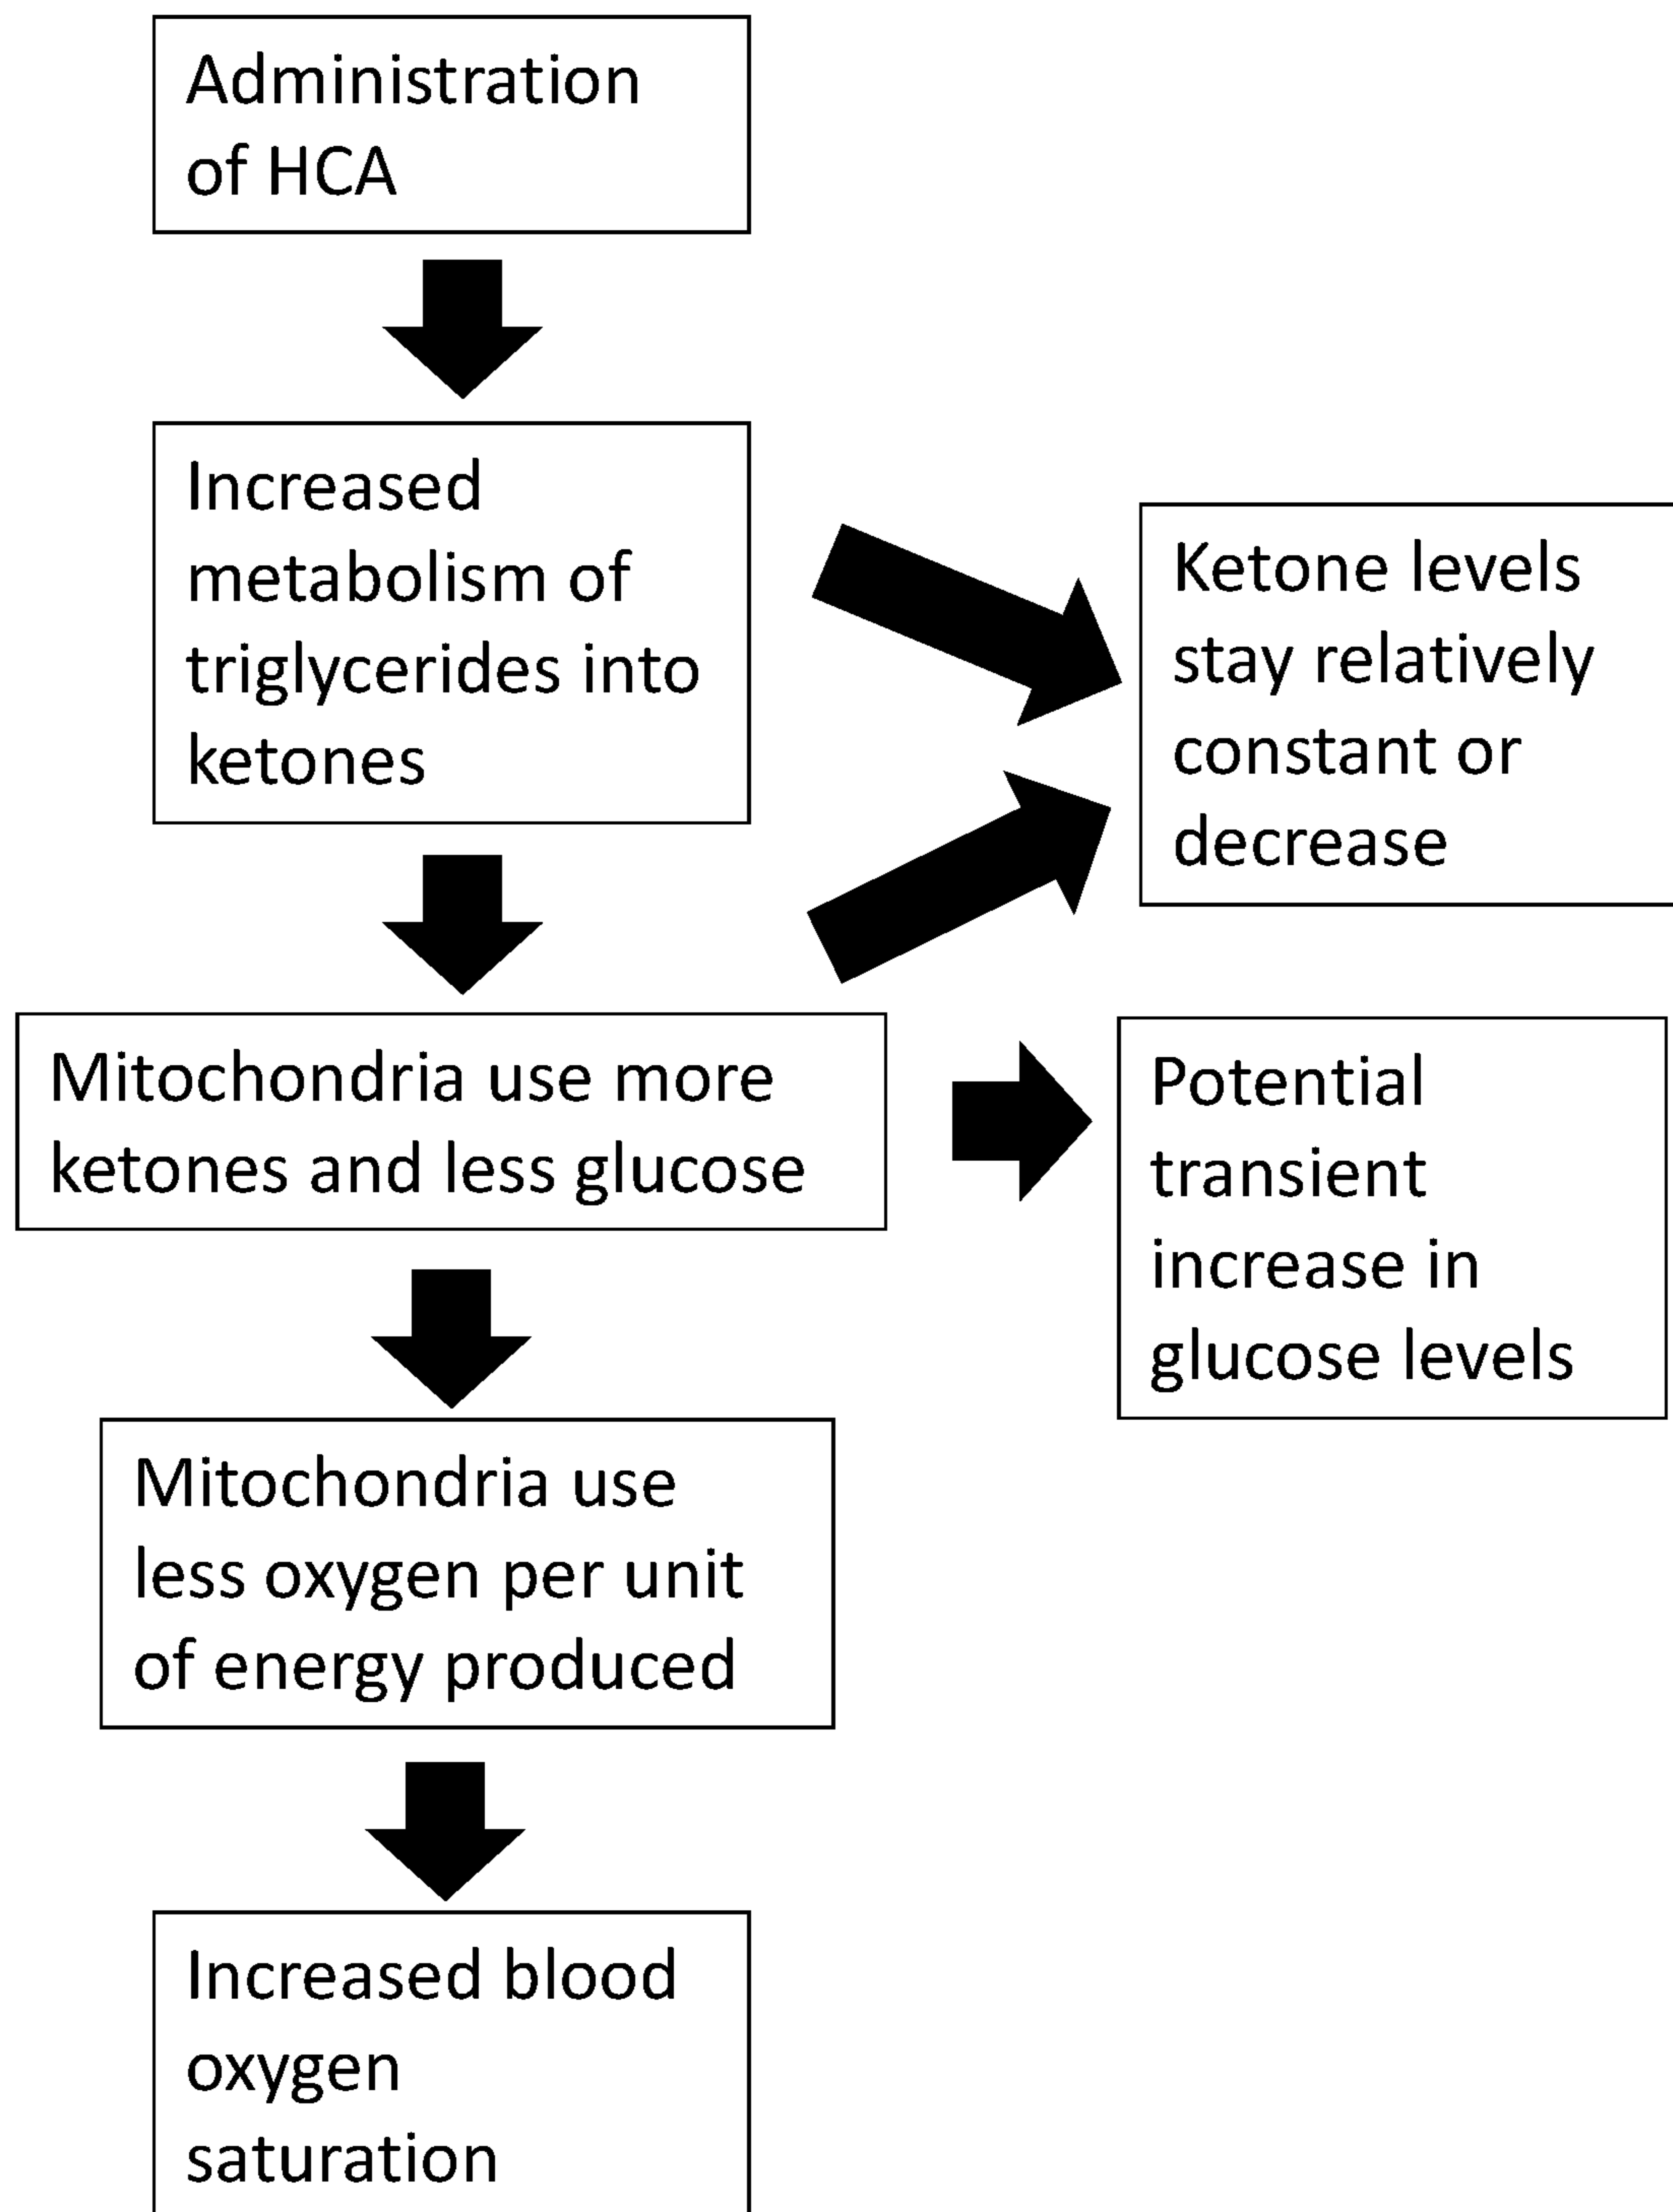 Administration
of HCA
Increased
metabolism of
triglycerides into
ketones
Ketone levels
stay relatively
constant or
decrease
Mitochondria use more
ketones and less glucose
Potential
transient
increase in
glucose levels
Mitochondria use
less oxygen per unit
of energy produced
Increased blood
oxygen
saturation